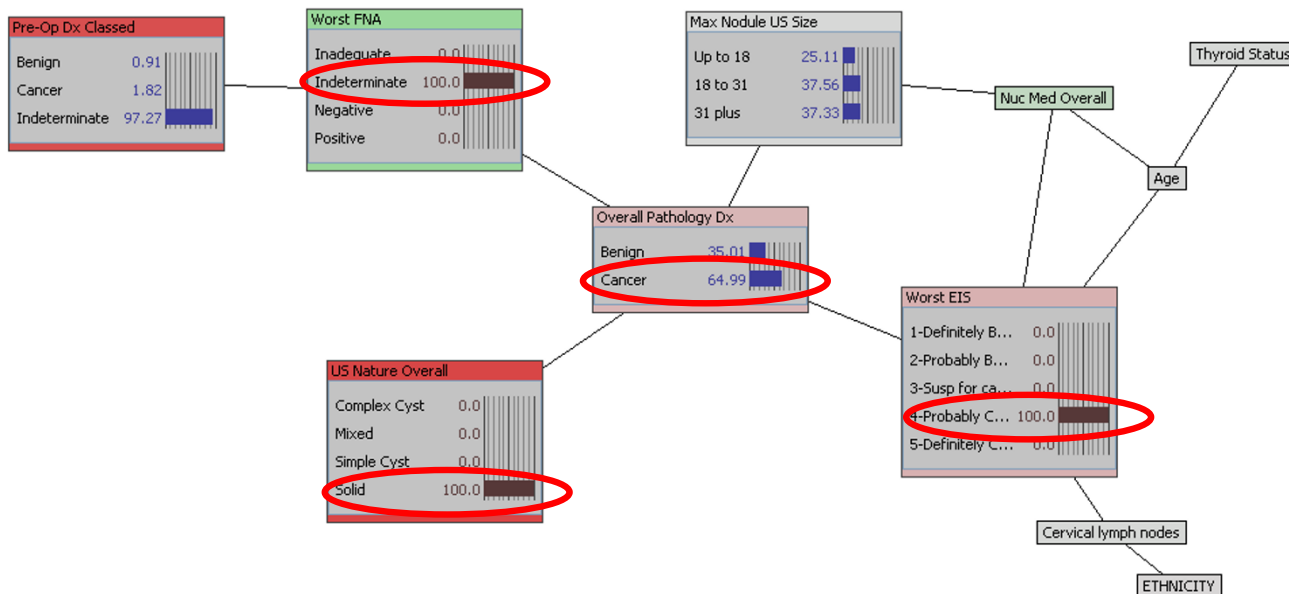 Pre-Op Dx Classed
Benign 0.91
Cancer 1.82
Indeterminate 97.27
Worst FNA
Inadequate 0.0
Indeterminate 100.0
Negative 0.0
Positive 0.0
Max Nodule US Size
Up to 18 25.11
18 to 31 37.56
31 plus 37.33
Thyroid Status
Nuc Med Overall
Age
Overall Pathology Dx
Benign 35.01
Cancer 64.99
Worst EIS
1-Definitely B... 0.0
2-Probably B... 0.0
3-Susp for ca... 0.0
4-Probably C... 100.0
5-Definitely C... 0.0
US Nature Overall
Complex Cyst 0.0
Mixed 0.0
Simple Cyst 0.0
Solid 100.0
Cervical lymph nodes
ETHNICITY